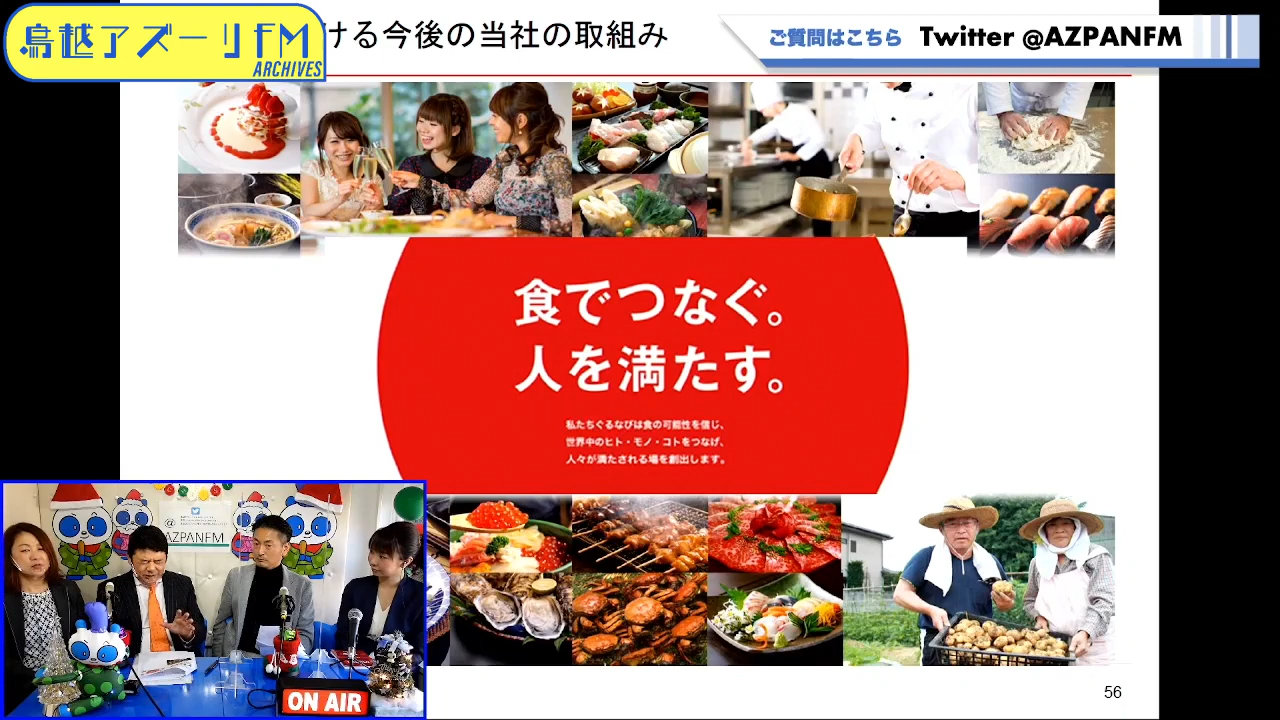 鳥越アズーリFM
ARCHIVES
ける今後の当社の取組み
ご質問はこちら Twitter @AZPANFM
食でつなぐ。
人を満たす。
私たちぐるなびは食の可能性を信じ、
世界中のヒト・モノ・コトをつなげ、
人々が満たされる場を創出します。
@
AZPANFM
ON AIR
56